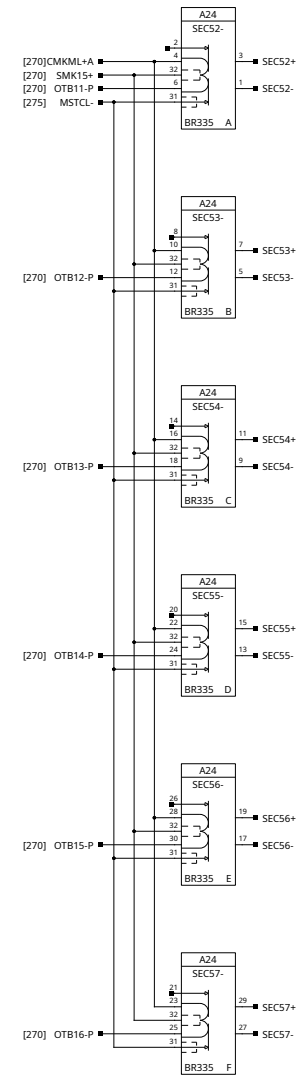 A24
SEC52-
2
[270]CMKML+A 4 3 SEC52+
[270] SMK15+ 32
[270] OTB11-P 6 1 SEC52-
[275] MSTCL- 31
BR335 A
A24
SEC53-
8
10 7 SEC53+
32
[270] OTB12-P 12 5 SEC53-
31
BR335 B
A24
SEC54-
14
16 11 SEC54+
32
[270] OTB13-P 18 9 SEC54-
31
BR335 C
A24
SEC55-
20
22 15 SEC55+
32
[270] OTB14-P 24 13 SEC55-
31
BR335 D
A24
SEC56-
26
28 19 SEC56+
32
[270] OTB15-P 30 17 SEC56-
31
BR335 E
A24
SEC57-
21
23 29 SEC57+
32
[270] OTB16-P 25 27 SEC57-
31
BR335 F